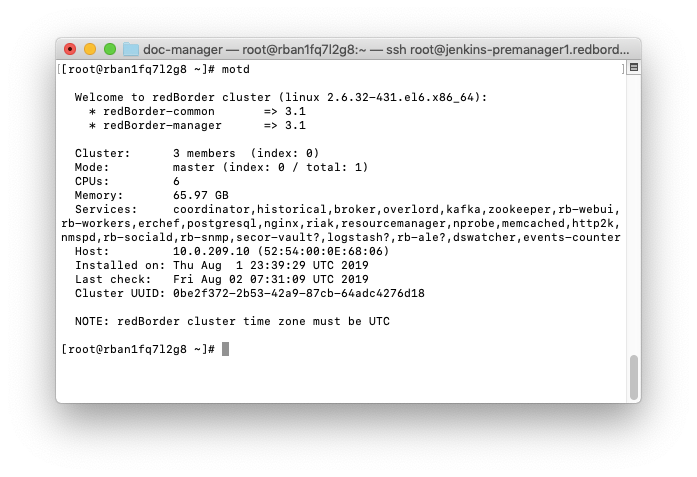 doc-manager — root@rban1fq7l2g8:~ — ssh root@jenkins-premanager1.redbord...
[[root@rban1fq7l2g8 ~]# motd ]
Welcome to redBorder cluster (linux 2.6.32-431.el6.x86_64):
* redBorder-common => 3.1
* redBorder-manager => 3.1
Cluster: 3 members (index: 0)
Mode: master (index: 0 / total: 1)
CPUs: 6
Memory: 65.97 GB
Services: coordinator,historical,broker,overlord,kafka,zookeeper,rb-webui,
rb-workers,erchef,postgresql,nginx,riak,resourcemanager,nprobe,memcached,http2k,
nmspd,rb-sociald,rb-snmp,secor-vault?,logstash?,rb-ale?,dswatcher,events-counter
Host: 10.0.209.10 (52:54:00:0E:68:06)
Installed on: Thu Aug 1 23:39:29 UTC 2019
Last check: Fri Aug 02 07:31:09 UTC 2019
Cluster UUID: 0be2f372-2b53-42a9-87cb-64adc4276d18
NOTE: redBorder cluster time zone must be UTC
[root@rban1fq7l2g8 ~]#